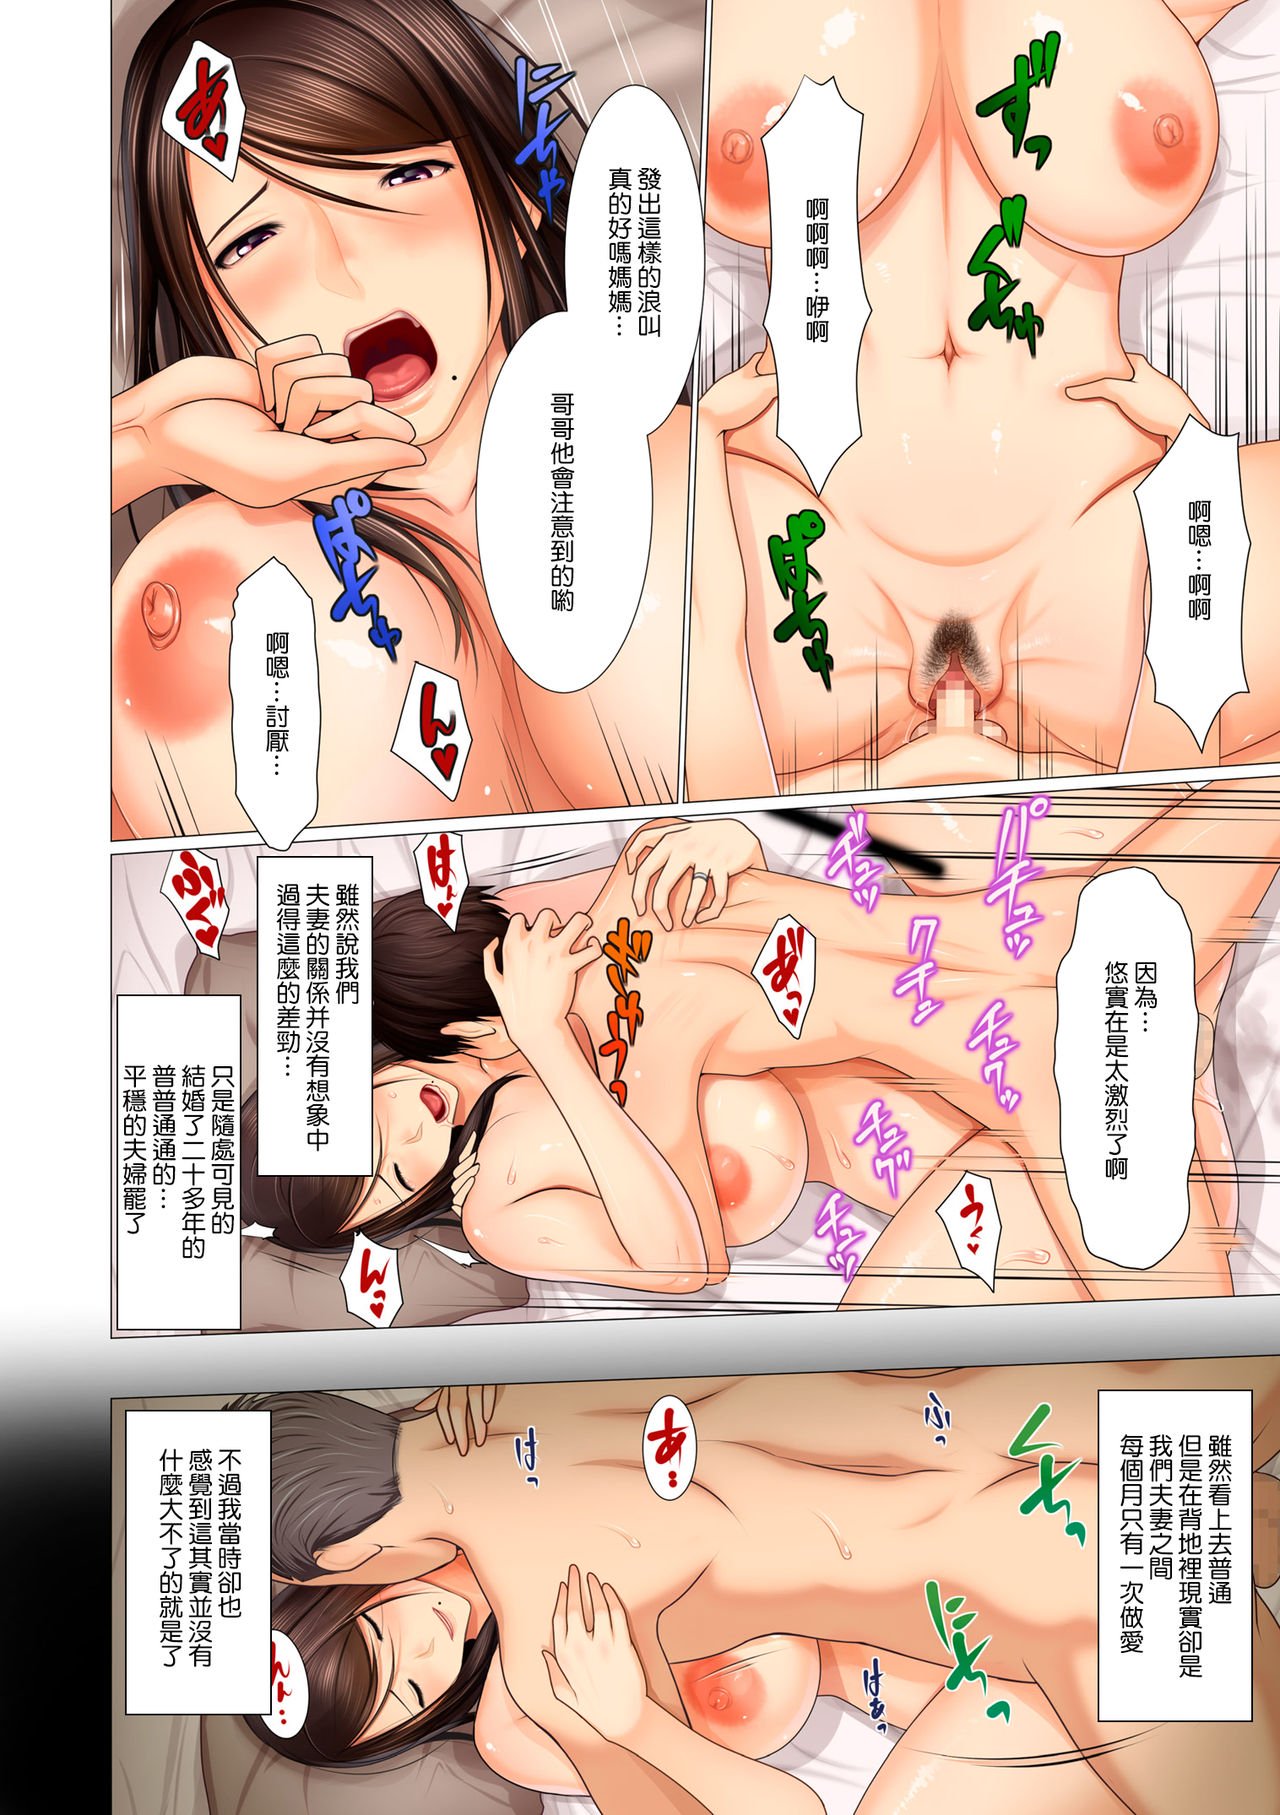 啊嗯…啊啊
啊啊啊…咿啊
ずっ
ぐちゅっ
ぱちゅっ
發出這樣的浪叫
真的好嗎媽媽…
哥哥他會注意到的喲
あ♥
にちゃ
ぱちゅ
ん♥
啊嗯…討厭…
因為…
悠實在是太激烈了啊
雖然說我們
夫妻的關係并沒有想象中
過得這麼的差勁…
只是隨處可見的
結婚了二十多年的
普普通通的…
平穩的夫婦罷了
雖然看上去普通
但是在背地裡現實卻是
我們夫妻之間
每個月只有一次做愛
あ…
はっ
ふっ
はあっ
不過我當時卻也
感覺到這其實並沒有
什麼大不了的就是了